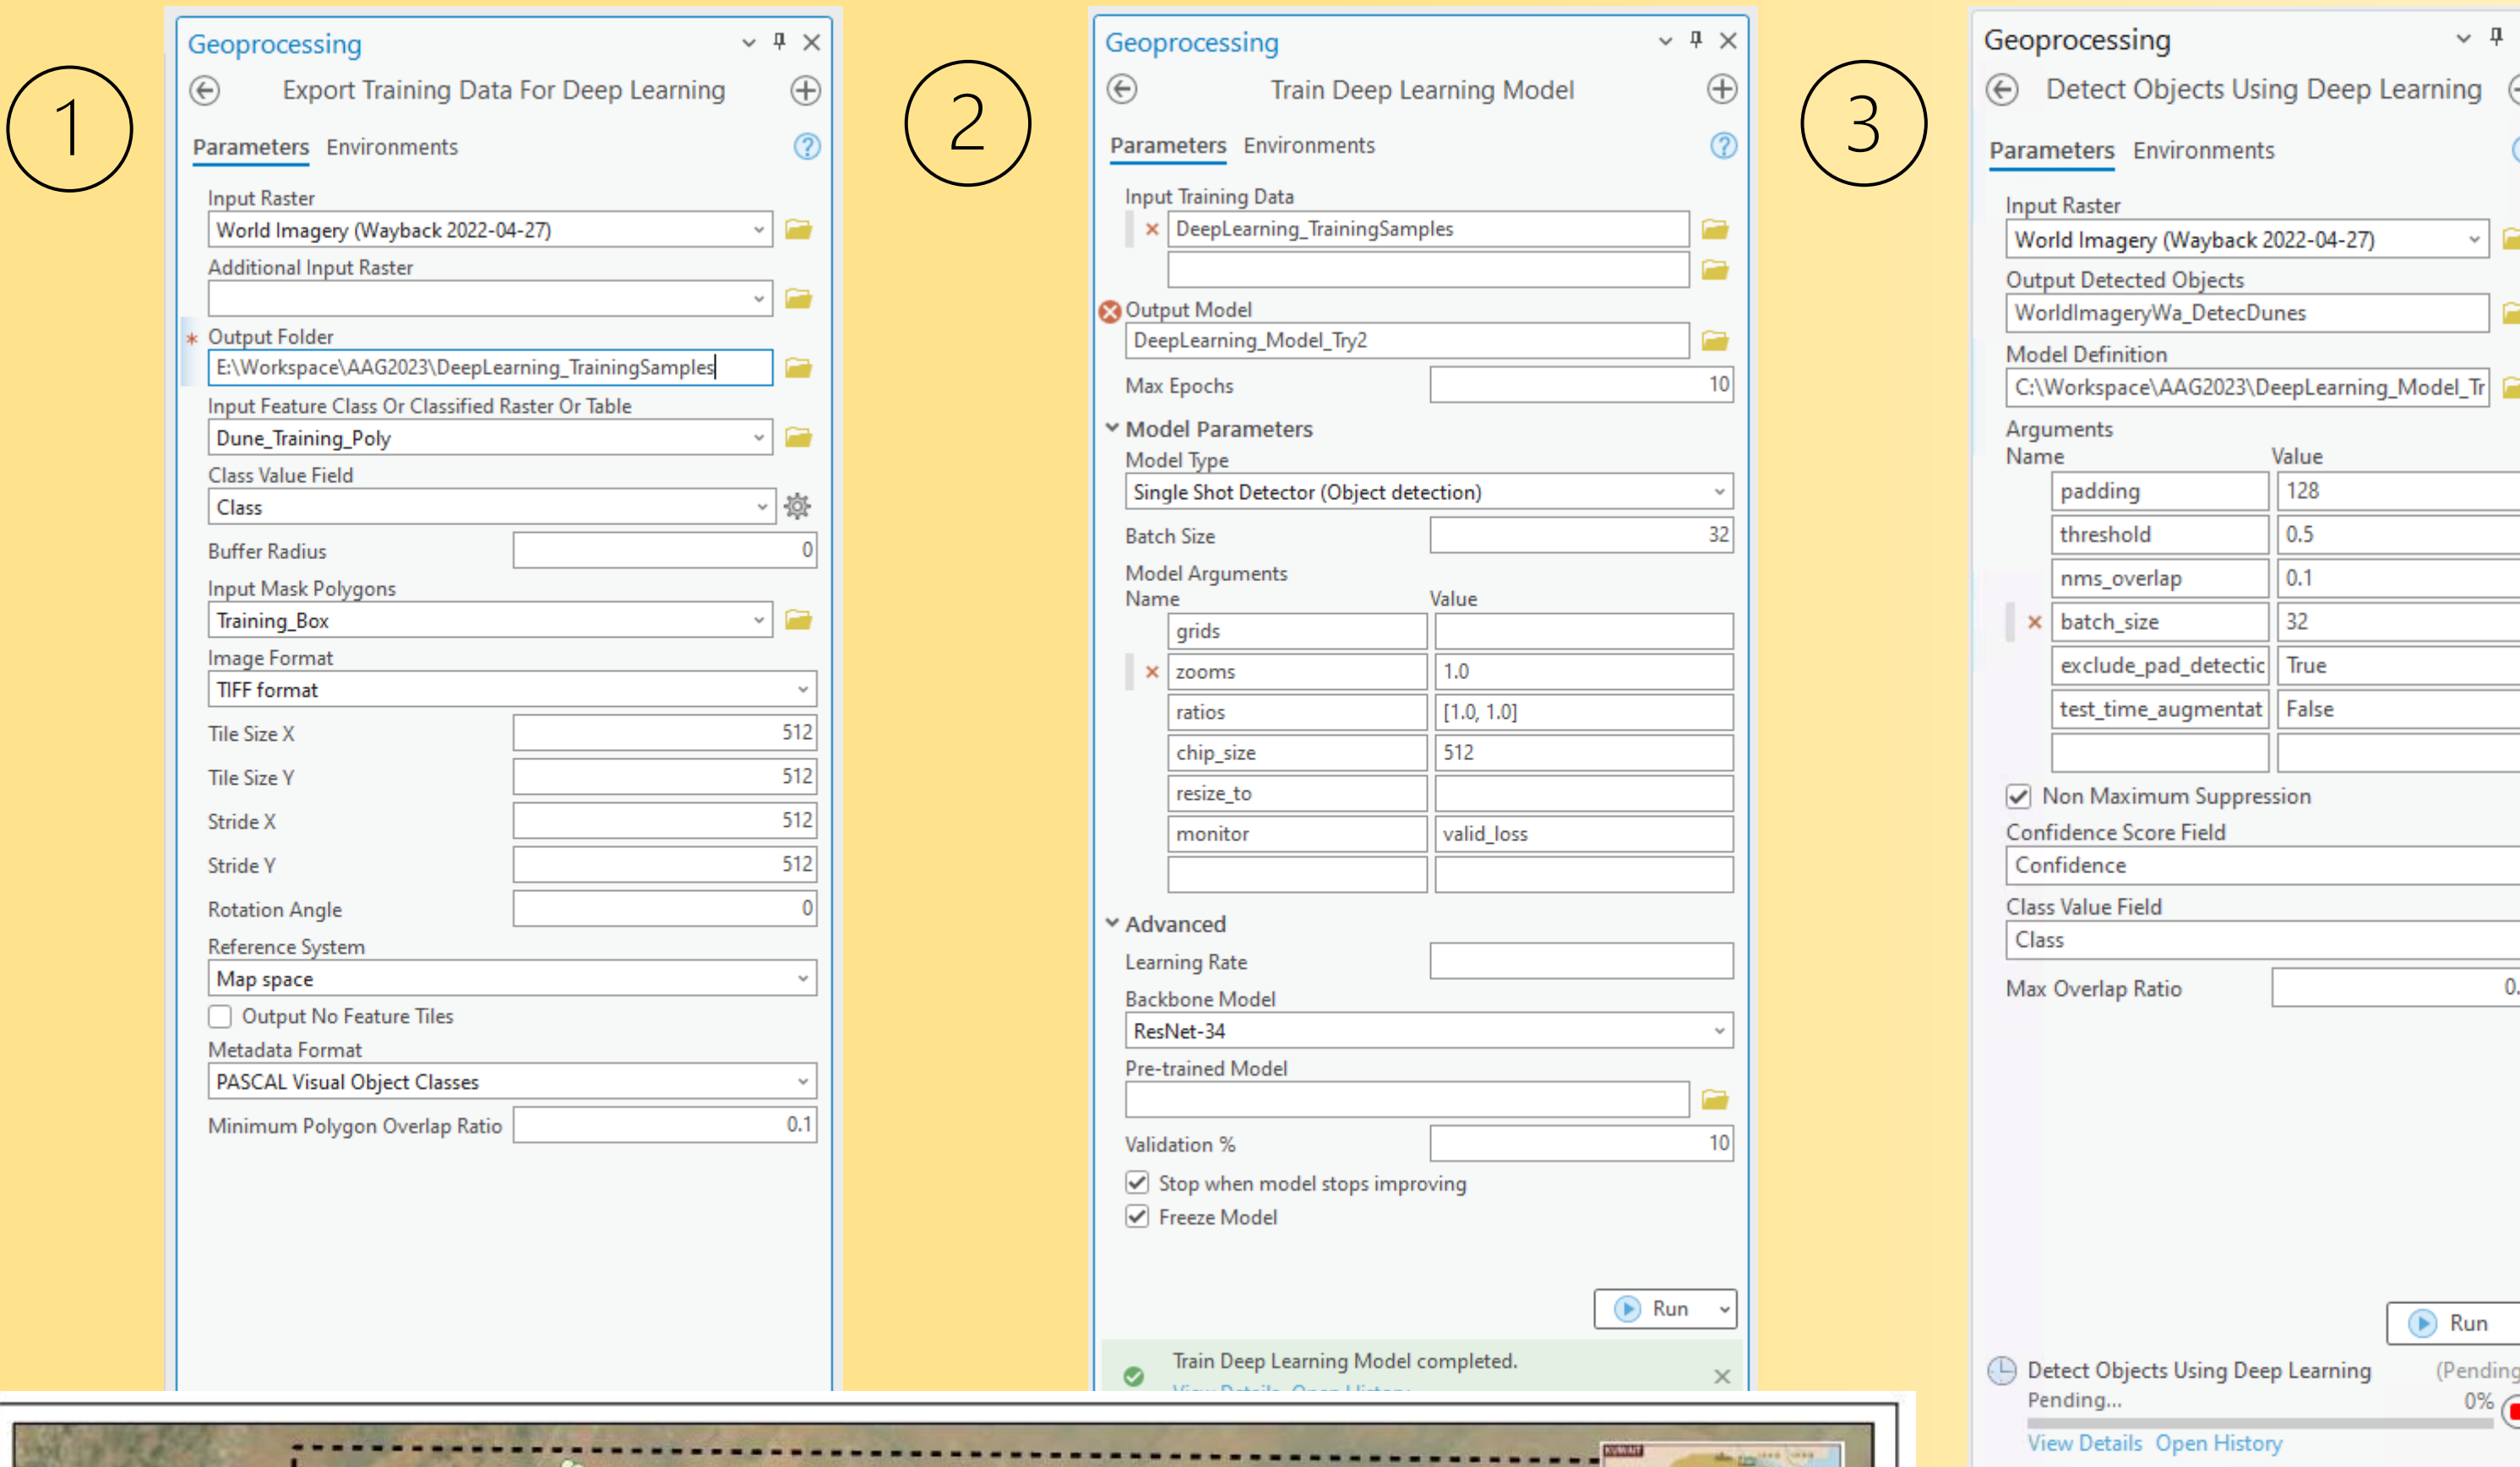 1
Geoprocessing
Export Training Data For Deep Learning
Parameters Environments
Input Raster
World Imagery (Wayback 2022-04-27)
Additional Input Raster
* Output Folder
E:\Workspace\AAG2023\DeepLearning_TrainingSamples
Input Feature Class Or Classified Raster Or Table
Dune_Training_Poly
Class Value Field
Class
Buffer Radius 0
Input Mask Polygons
Training_Box
Image Format
TIFF format
Tile Size X 512
Tile Size Y 512
Stride X 512
Stride Y 512
Rotation Angle 0
Reference System
Map space
Output No Feature Tiles
Metadata Format
PASCAL Visual Object Classes
Minimum Polygon Overlap Ratio 0.1
2
Geoprocessing
Train Deep Learning Model
Parameters Environments
Input Training Data
DeepLearning_TrainingSamples
Output Model
DeepLearning_Model_Try2
Max Epochs 10
Model Parameters
Model Type
Single Shot Detector (Object detection)
Batch Size 32
Model Arguments
Name Value
grids
zooms 1.0
ratios [1.0, 1.0]
chip_size 512
resize_to
monitor valid_loss
Advanced
Learning Rate
Backbone Model
ResNet-34
Pre-trained Model
Validation % 10
Stop when model stops improving
Freeze Model
Run
Train Deep Learning Model completed.
View Details Open History
3
Geoprocessing
Detect Objects Using Deep Learning
Parameters Environments
Input Raster
World Imagery (Wayback 2022-04-27)
Output Detected Objects
WorldImageryWa_DetecDunes
Model Definition
C:\Workspace\AAG2023\DeepLearning_Model_Tr
Arguments
Name Value
padding 128
threshold 0.5
nms_overlap 0.1
batch_size 32
exclude_pad_detectic True
test_time_augmentat False
Non Maximum Suppression
Confidence Score Field
Confidence
Class Value Field
Class
Max Overlap Ratio 0.
Run
Detect Objects Using Deep Learning (Pending
Pending... 0%
View Details Open History
KUWAIT